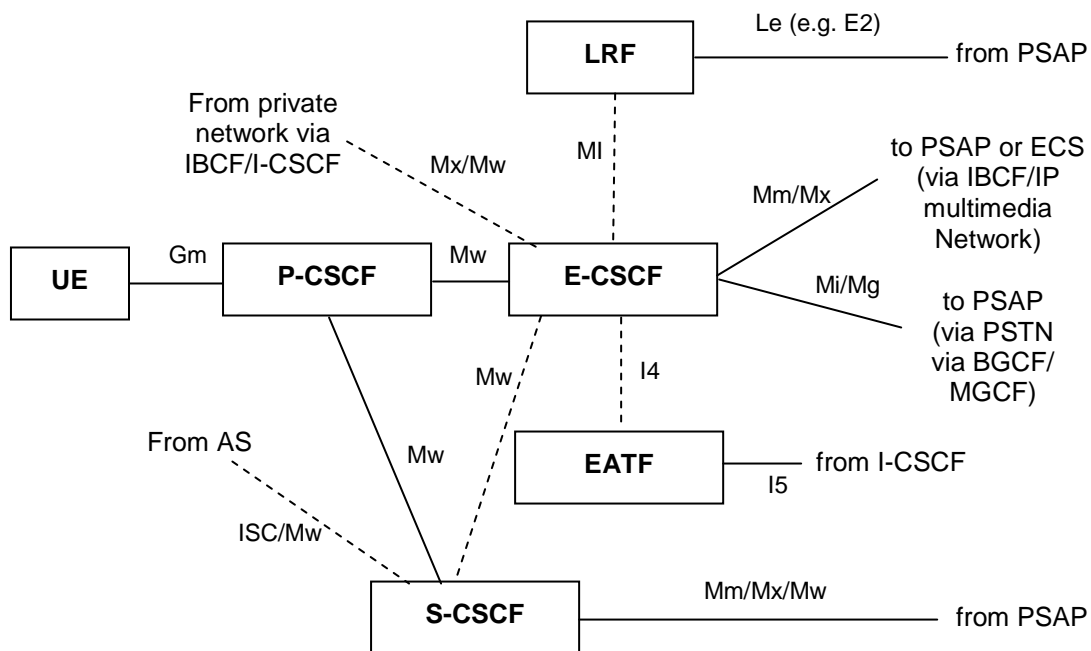 Le (e.g. E2)
LRF
from PSAP
From private
network via
IBCF/I-CSCF
Mx/Mw
Ml
to PSAP or ECS
(via IBCF/IP
multimedia
Network)
Mm/Mx
UE
Gm
P-CSCF
Mw
E-CSCF
Mi/Mg
to PSAP
(via PSTN
via BGCF/
MGCF)
Mw
I4
From AS
Mw
EATF
from I-CSCF
I5
ISC/Mw
S-CSCF
Mm/Mx/Mw
from PSAP